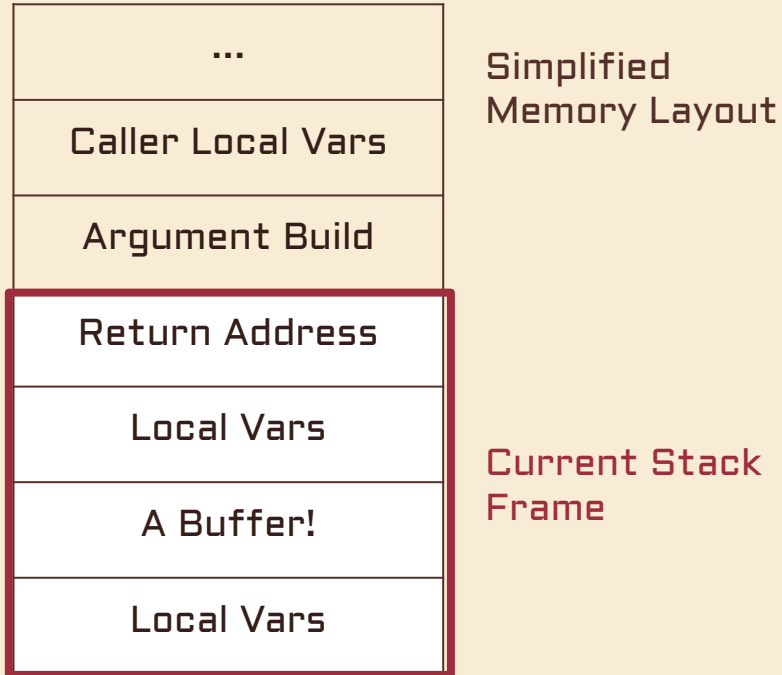 ...
Caller Local Vars
Argument Build
Return Address
Local Vars
A Buffer!
Local Vars
Simplified
Memory Layout
Current Stack
Frame